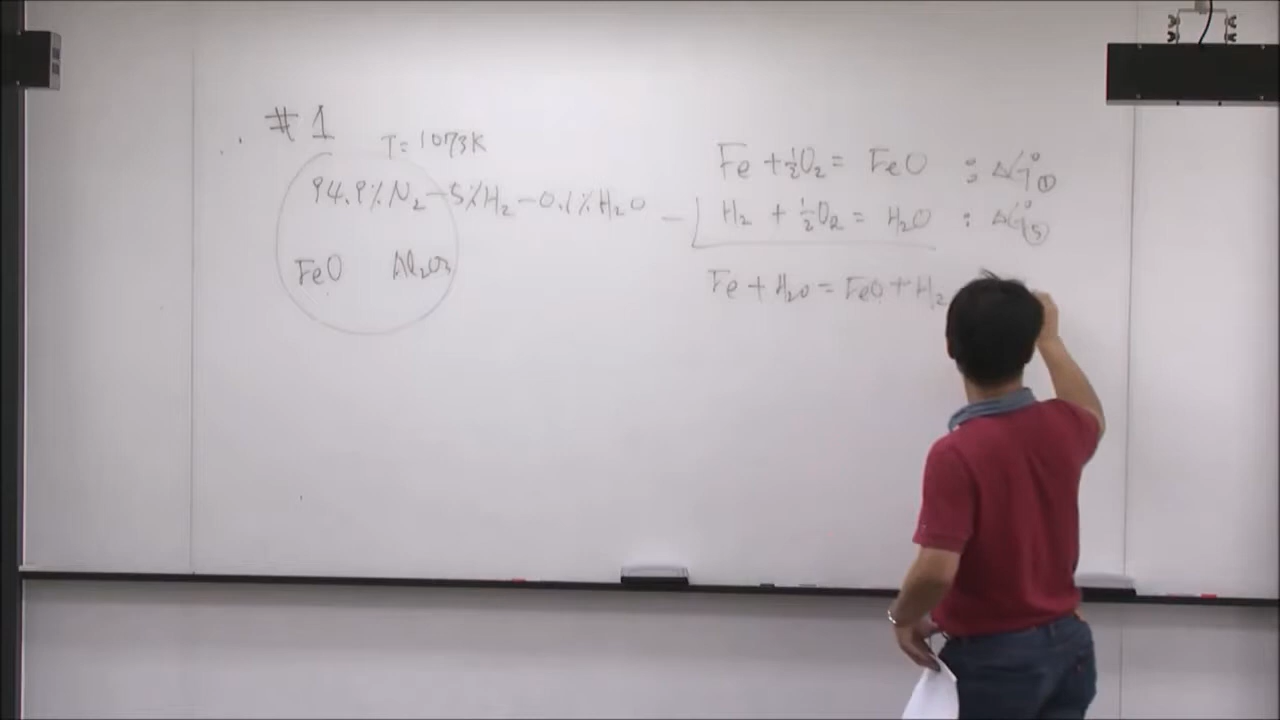 #1
T = 1073K
94.9%N₂-5%H₂-0.1%H₂O
FeO Al₂O₃
Fe + ½O₂ = FeO : ΔG°①
- H₂ + ½O₂ = H₂O : ΔG°⑤
Fe + H₂O = FeO + H₂